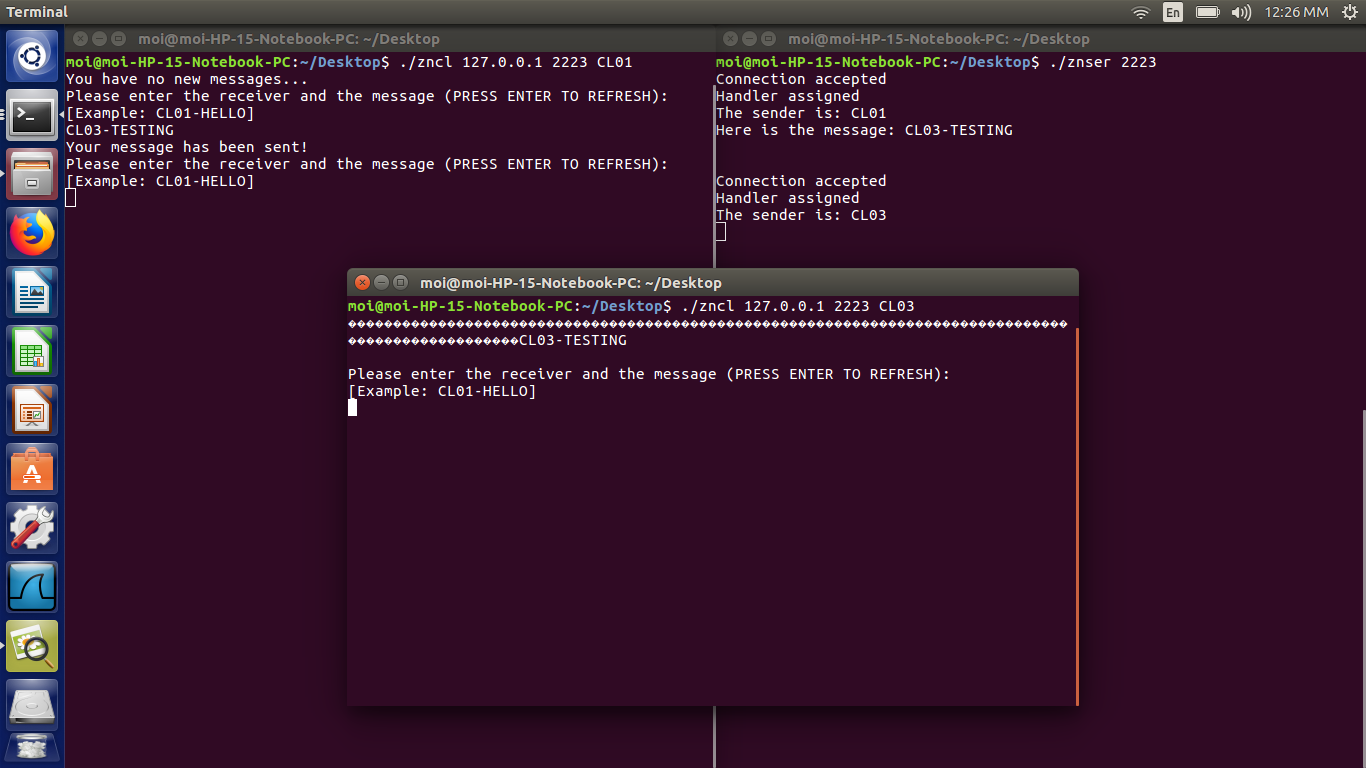 Terminal
En
12:26 MM
moi@moi-HP-15-Notebook-PC: ~/Desktop
moi@moi-HP-15-Notebook-PC:~/Desktop$ ./zncl 127.0.0.1 2223 CL01
You have no new messages...
Please enter the receiver and the message (PRESS ENTER TO REFRESH):
[Example: CL01-HELLO]
CL03-TESTING
Your message has been sent!
Please enter the receiver and the message (PRESS ENTER TO REFRESH):
[Example: CL01-HELLO]
moi@moi-HP-15-Notebook-PC: ~/Desktop
moi@moi-HP-15-Notebook-PC:~/Desktop$ ./znser 2223
Connection accepted
Handler assigned
The sender is: CL01
Here is the message: CL03-TESTING
Connection accepted
Handler assigned
The sender is: CL03
moi@moi-HP-15-Notebook-PC: ~/Desktop
moi@moi-HP-15-Notebook-PC:~/Desktop$ ./zncl 127.0.0.1 2223 CL03
��������������������������������������������������������������������������������
�������������������CL03-TESTING
Please enter the receiver and the message (PRESS ENTER TO REFRESH):
[Example: CL01-HELLO]